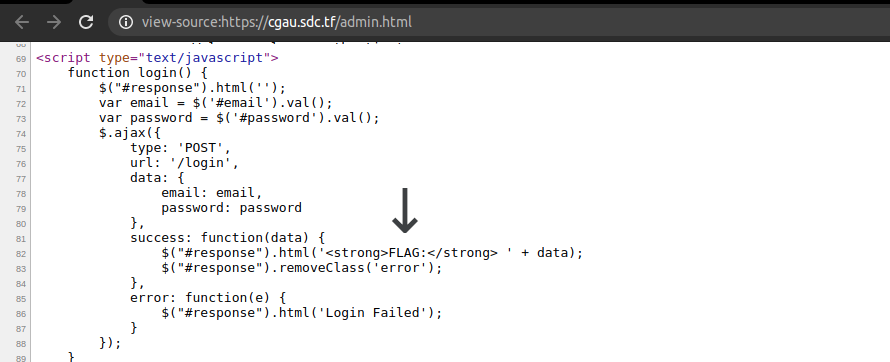 view-source:https://cgau.sdc.tf/admin.html
69 <script type="text/javascript">
70     function login() {
71         $("#response").html('');
72         var email = $('#email').val();
73         var password = $('#password').val();
74         $.ajax({
75             type: 'POST',
76             url: '/login',
77             data: {
78                 email: email,
79                 password: password
80             },
81             success: function(data) {
82                 $("#response").html('<strong>FLAG:</strong> ' + data);
83                 $("#response").removeClass('error');
84             },
85             error: function(e) {
86                 $("#response").html('Login Failed');
87             }
88         });
89     }